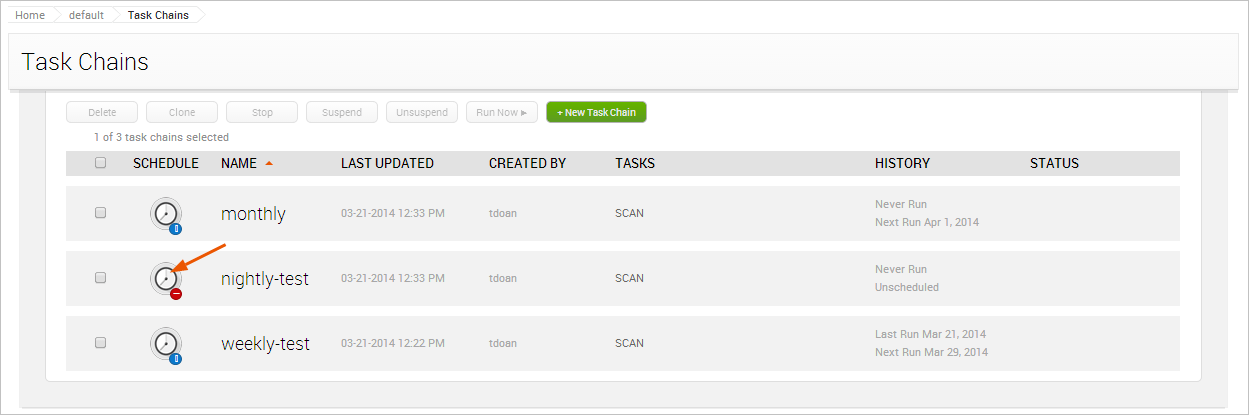 Home default Task Chains
Task Chains
Delete Clone Stop Suspend Unsuspend Run Now ▸ + New Task Chain
1 of 3 task chains selected
SCHEDULE NAME LAST UPDATED CREATED BY TASKS HISTORY STATUS
monthly 03-21-2014 12:33 PM tdoan SCAN Never Run
Next Run Apr 1, 2014
nightly-test 03-21-2014 12:33 PM tdoan SCAN Never Run
Unscheduled
weekly-test 03-21-2014 12:22 PM tdoan SCAN Last Run Mar 21, 2014
Next Run Mar 29, 2014